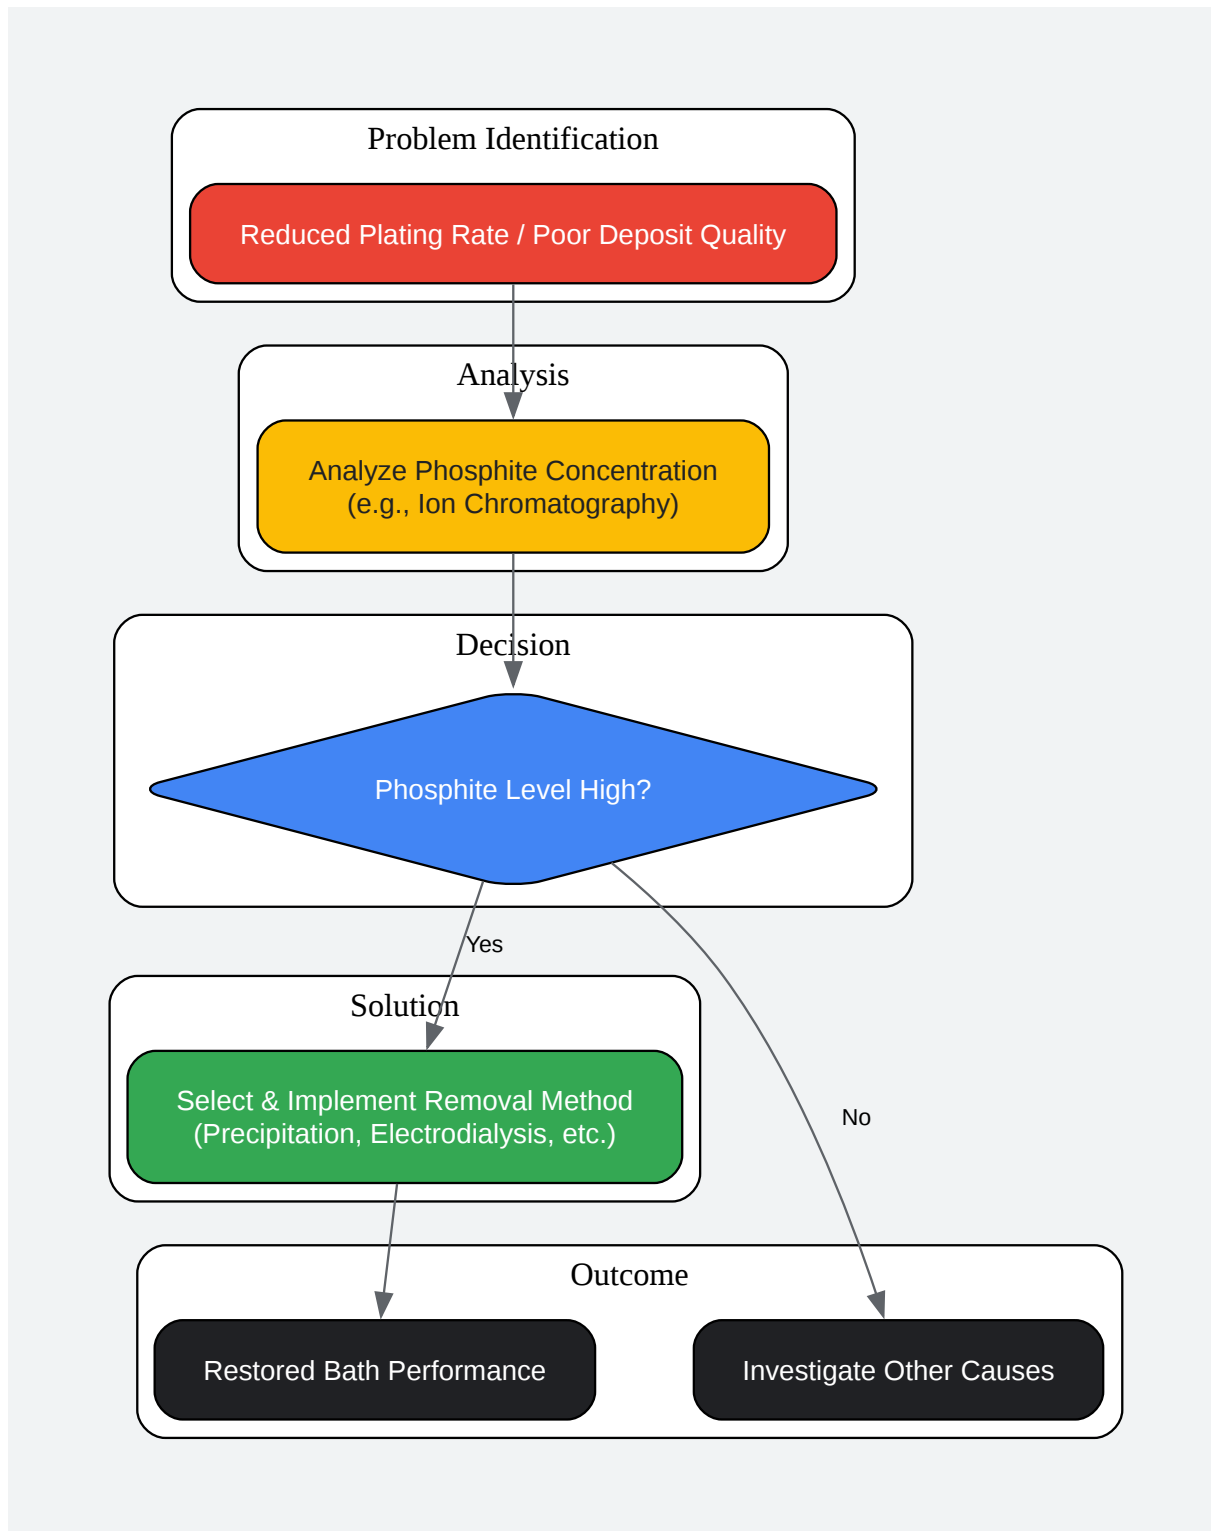 Problem Identification
Reduced Plating Rate / Poor Deposit Quality
Analysis
Analyze Phosphite Concentration
(e.g., Ion Chromatography)
Decision
Phosphite Level High?
Yes
Solution
Select & Implement Removal Method
(Precipitation, Electrodialysis, etc.)
No
Outcome
Restored Bath Performance
Investigate Other Causes